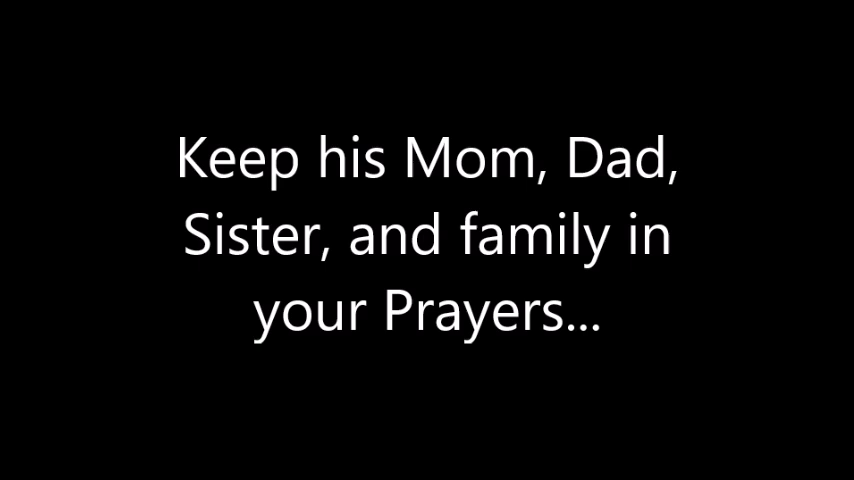 Keep his Mom, Dad,
Sister, and family in
your Prayers...